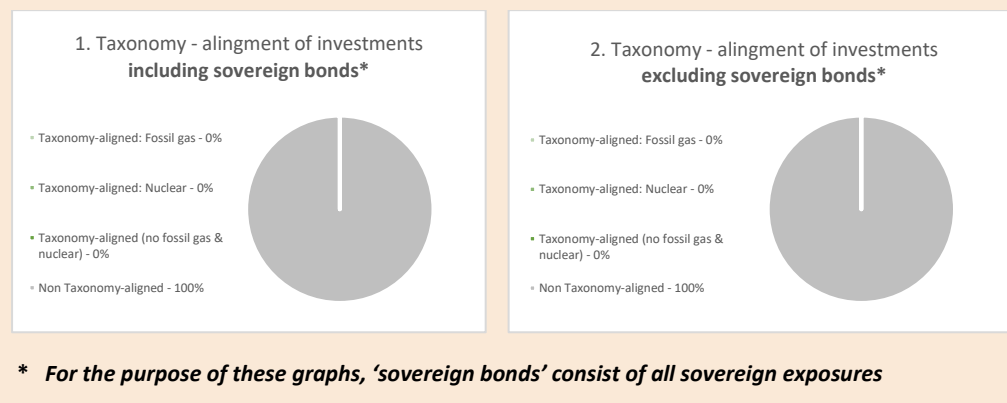 1. Taxonomy - alingment of investments
including sovereign bonds*
Taxonomy-aligned: Fossil gas - 0%
Taxonomy-aligned: Nuclear - 0%
Taxonomy-aligned (no fossil gas &
nuclear) - 0%
Non Taxonomy-aligned - 100%
2. Taxonomy - alingment of investments
excluding sovereign bonds*
Taxonomy-aligned: Fossil gas - 0%
Taxonomy-aligned: Nuclear - 0%
Taxonomy-aligned (no fossil gas &
nuclear) - 0%
Non Taxonomy-aligned - 100%
* For the purpose of these graphs, ‘sovereign bonds’ consist of all sovereign exposures